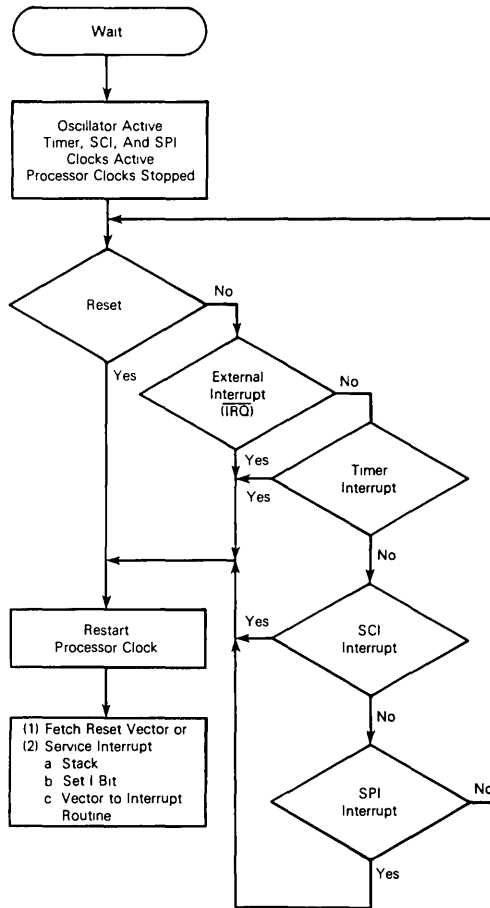 Wait
Oscillator Active
Timer, SCI, And SPI
Clocks Active
Processor Clocks Stopped
Reset
No
Yes
External
Interrupt
(I̅R̅Q̅)
No
Yes
Timer
Interrupt
Yes
No
SCI
Interrupt
Yes
No
Restart
Processor Clock
(1) Fetch Reset Vector or
(2) Service Interrupt
a Stack
b Set I Bit
c Vector to Interrupt
Routine
SPI
Interrupt
No
Yes